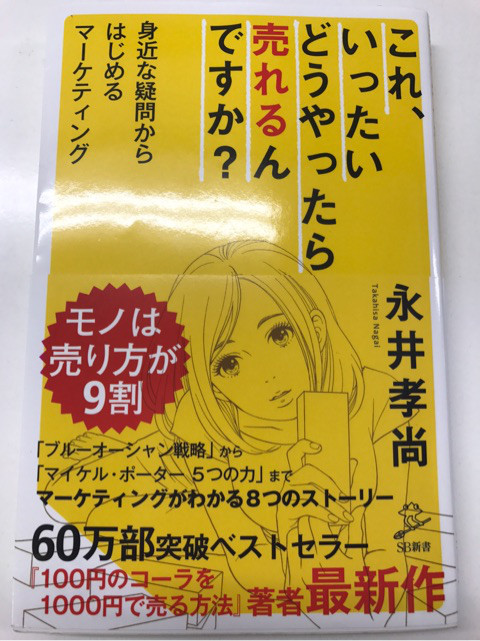 これ、
いったい
どうやったら
売れるん
ですか?
身近な疑問から
はじめる
マーケティング
永井孝尚
Takahisa Nagai
モノは
売り方が
9割
「ブルーオーシャン戦略」から
「マイケル・ポーター 5つの力」まで
マーケティングがわかる8つのストーリー
SB新書
60万部突破ベストセラー
『100円のコーラを
1000円で売る方法』著者最新作